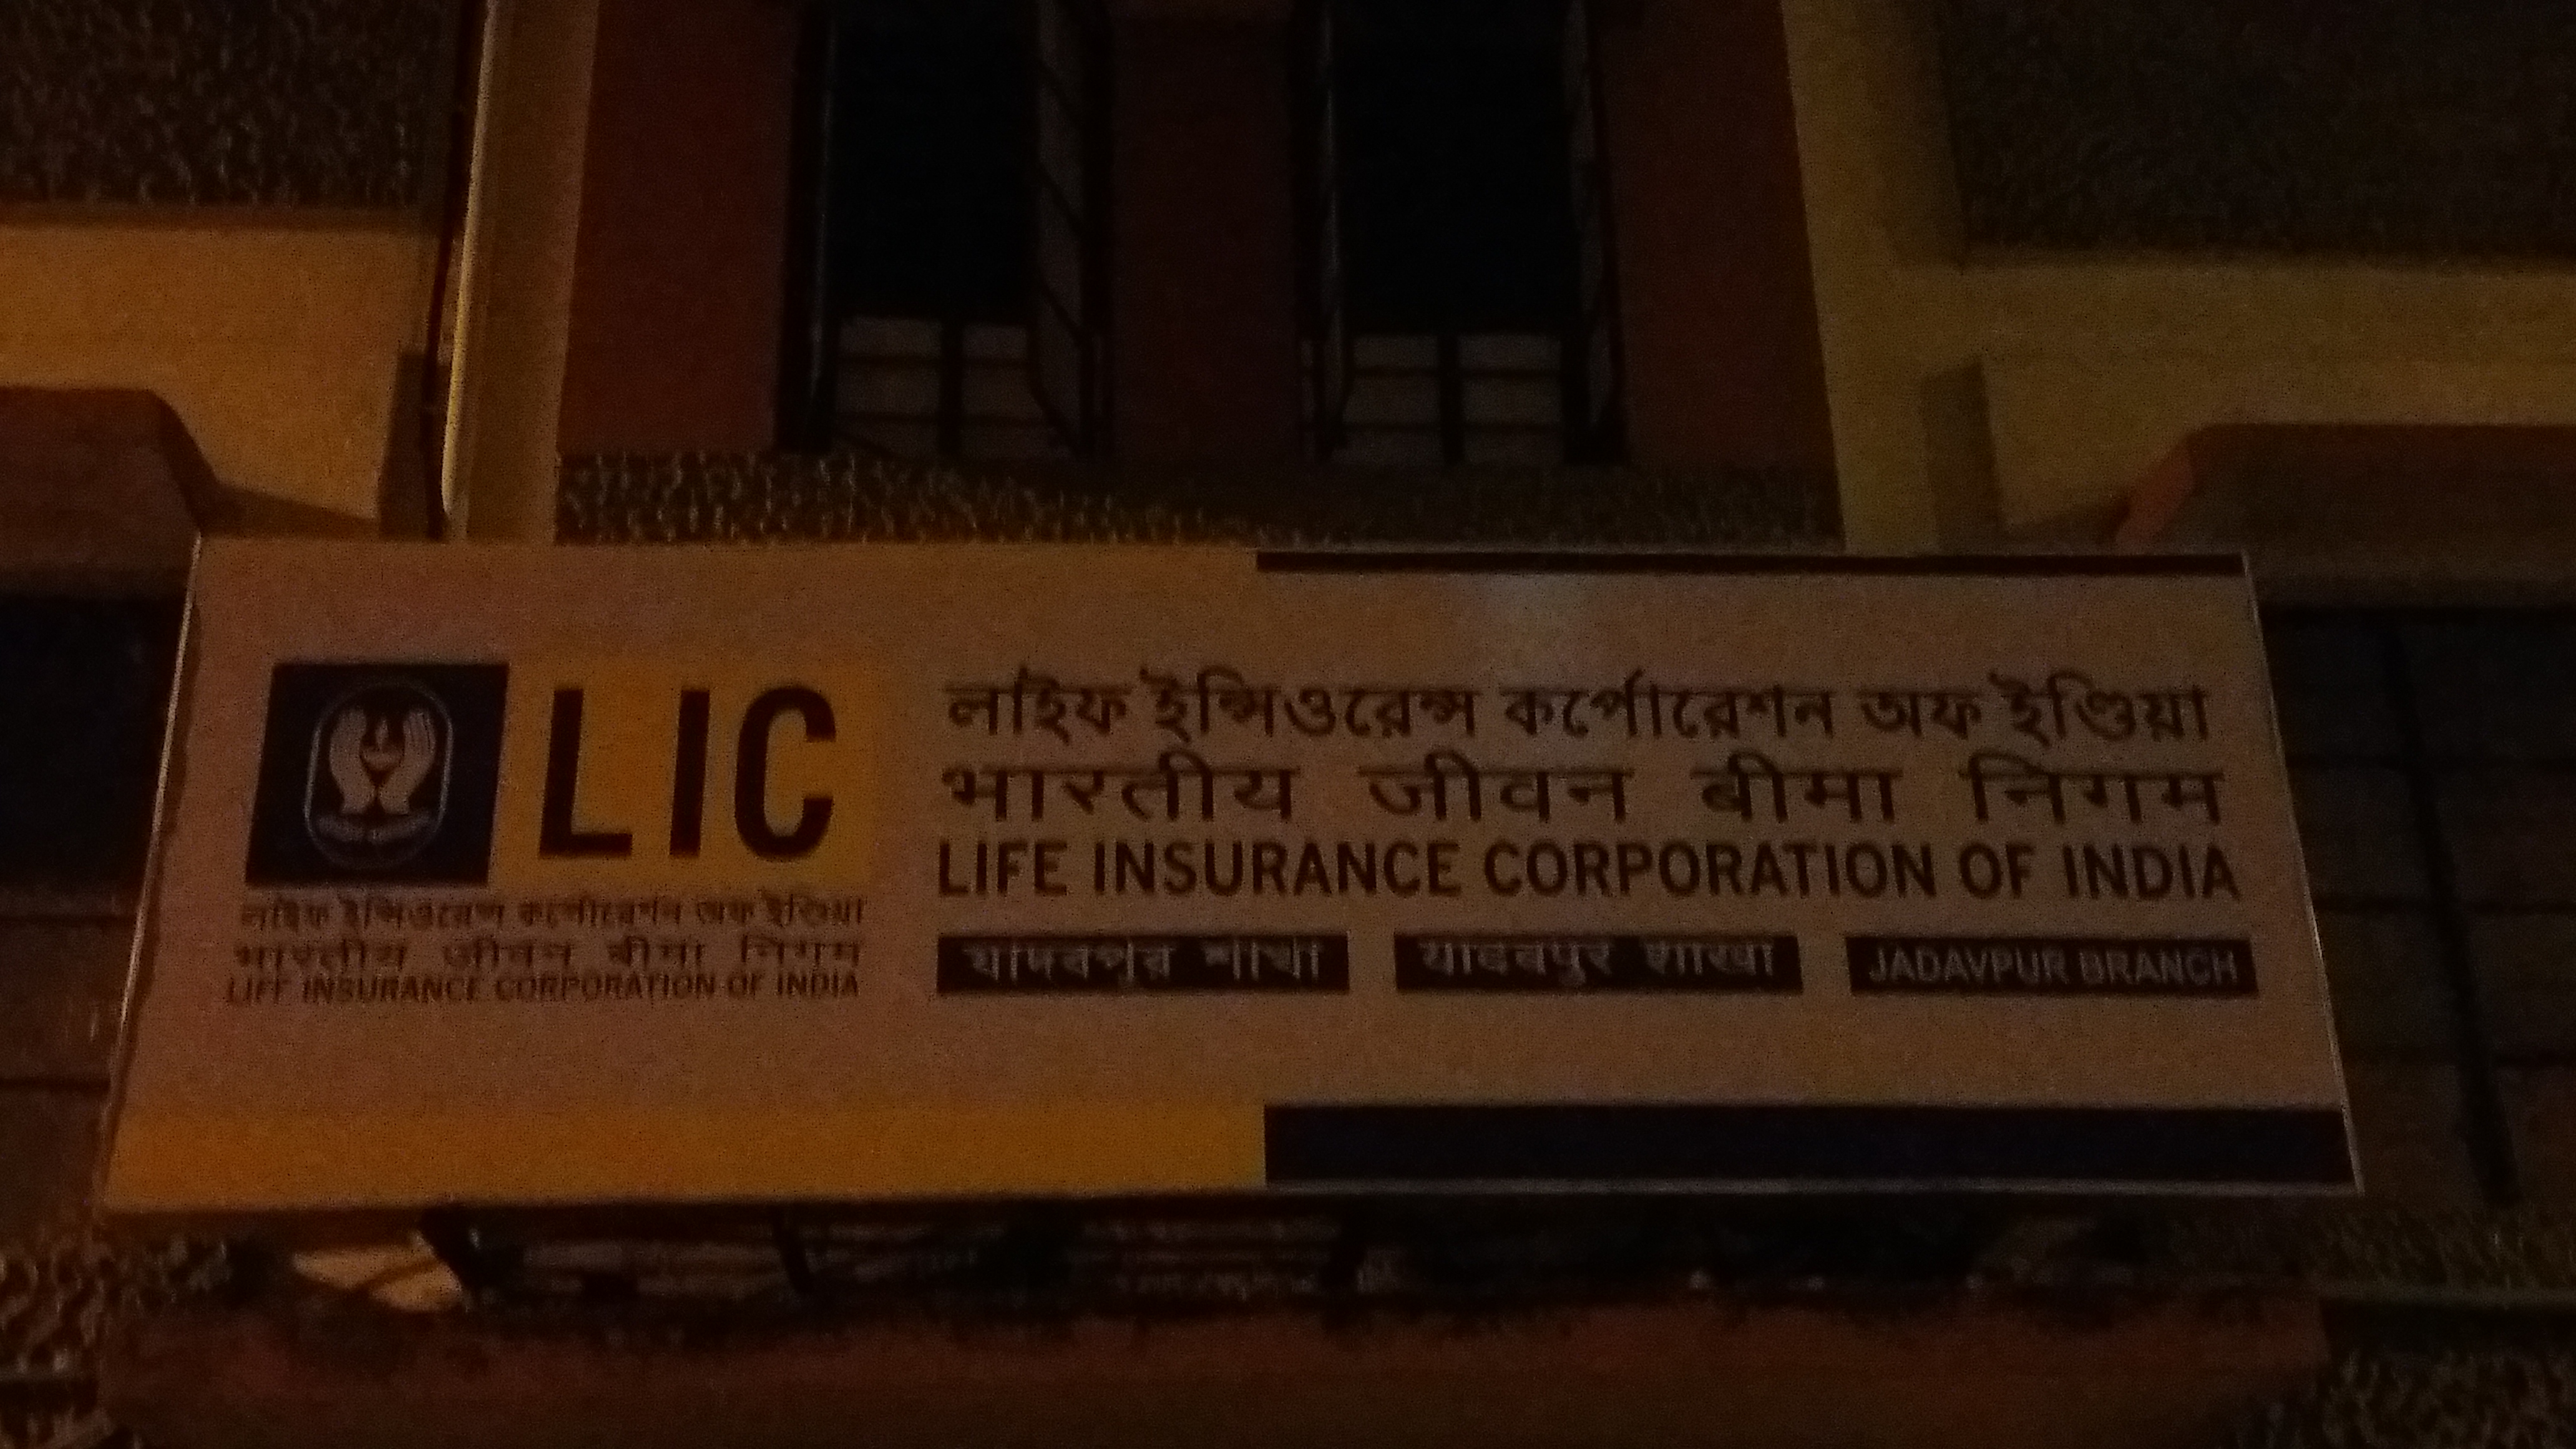 LIC
লাইফ ইন্সিওরেন্স কর্পোরেশন অফ ইণ্ডিয়া
भारतीय जीवन बीमा निगम
LIFE INSURANCE CORPORATION OF INDIA
লাইফ ইন্সিওরেন্স কর্পোরেশন অফ ইণ্ডিয়া
भारतीय जीवन बीमा निगम
LIFE INSURANCE CORPORATION OF INDIA
যাদবপুর শাখা यादवपुर शाखा JADAVPUR BRANCH